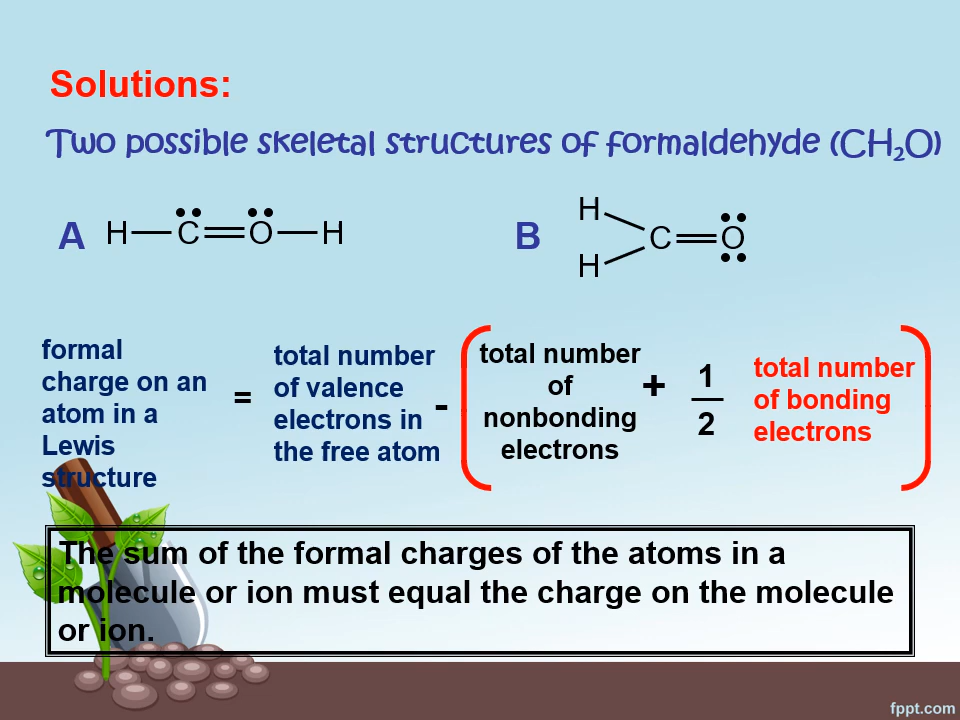 Solutions:
Two possible skeletal structures of formaldehyde (CH₂O)
A H C O H
B H H C O
formal
charge on an
atom in a
Lewis
structure
=
total number
of valence
electrons in
the free atom
-
total number
of
nonbonding
electrons
+
1
2
total number
of bonding
electrons
The sum of the formal charges of the atoms in a
molecule or ion must equal the charge on the molecule
or ion.
fppt.com